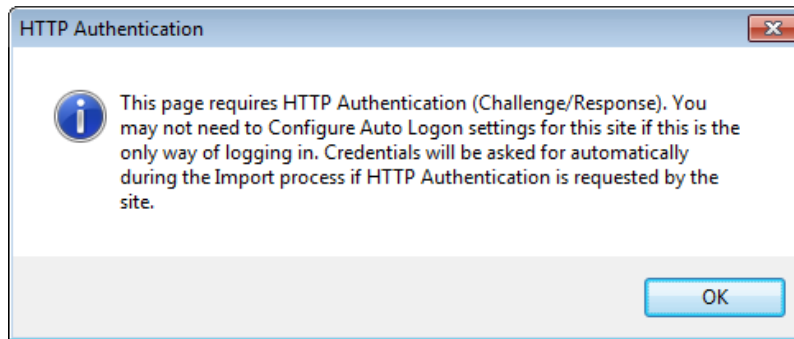 HTTP Authentication
This page requires HTTP Authentication (Challenge/Response). You
may not need to Configure Auto Logon settings for this site if this is the
only way of logging in. Credentials will be asked for automatically
during the Import process if HTTP Authentication is requested by the
site.
OK